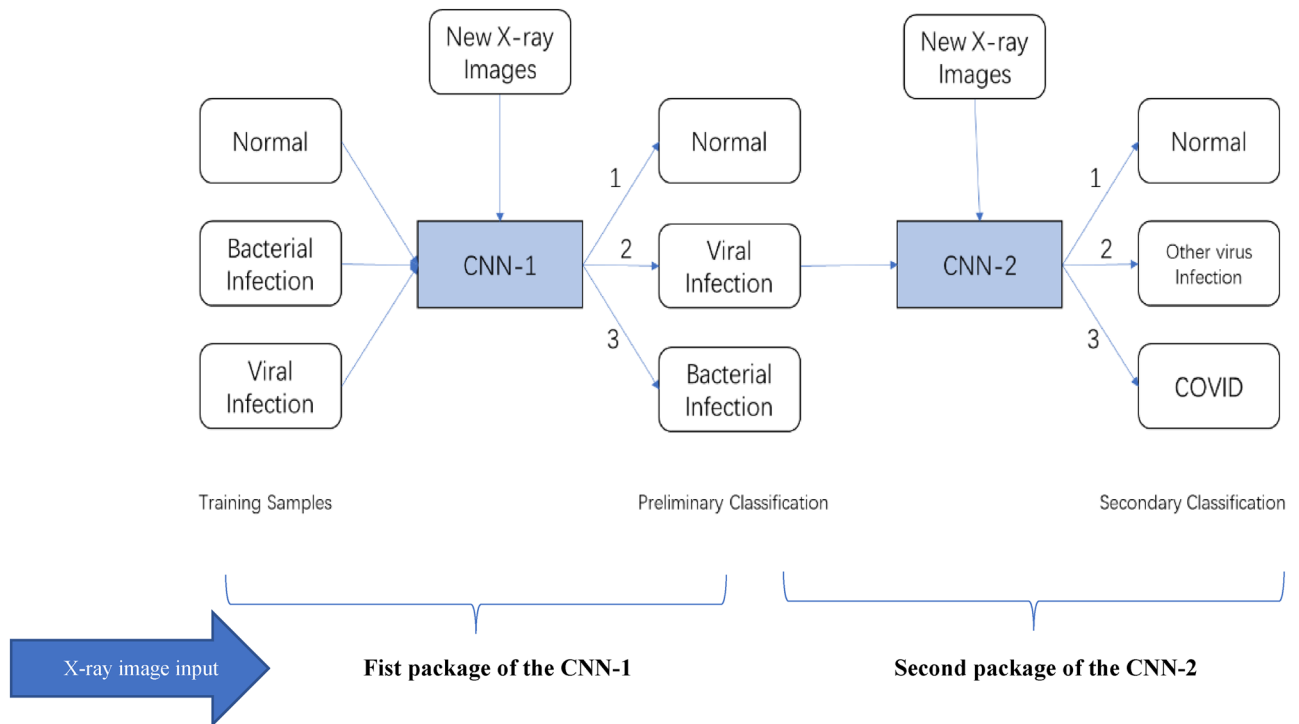 New X-ray
Images
New X-ray
Images
Normal
Normal
Normal
1
1
Bacterial
Infection
CNN-1
2
Viral
Infection
CNN-2
2
Other virus
Infection
3
3
Viral
Infection
Bacterial
Infection
COVID
Training Samples
Preliminary Classification
Secondary Classification
X-ray image input
Fist package of the CNN-1
Second package of the CNN-2